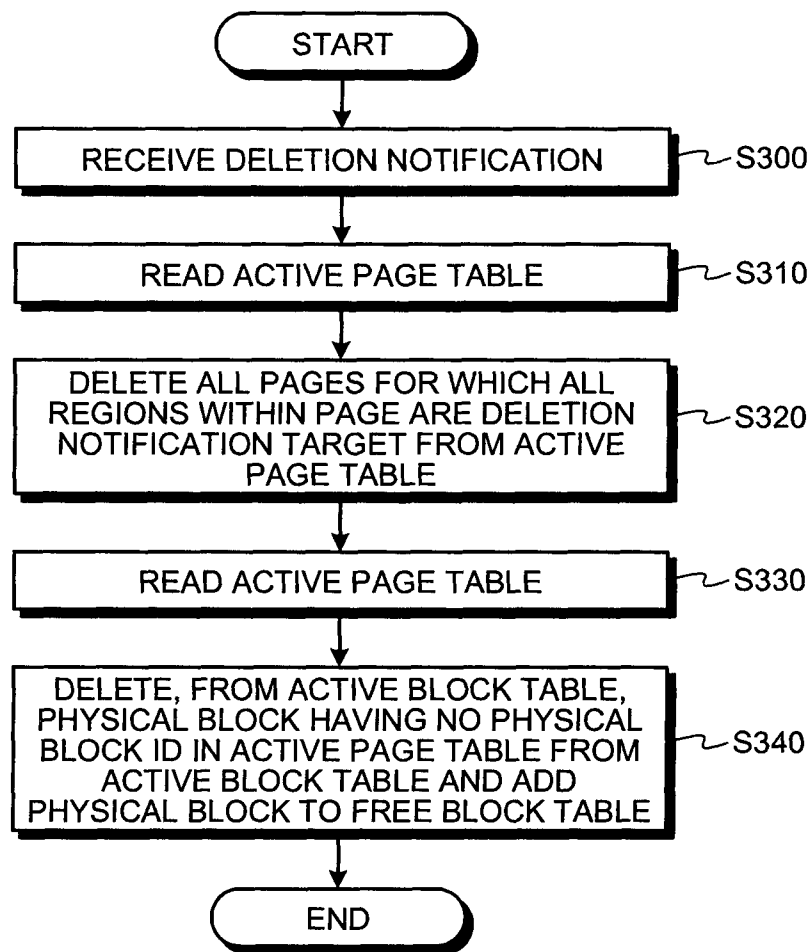 START
RECEIVE DELETION NOTIFICATION
S300
READ ACTIVE PAGE TABLE
S310
DELETE ALL PAGES FOR WHICH ALL
REGIONS WITHIN PAGE ARE DELETION
NOTIFICATION TARGET FROM ACTIVE
PAGE TABLE
S320
READ ACTIVE PAGE TABLE
S330
DELETE, FROM ACTIVE BLOCK TABLE,
PHYSICAL BLOCK HAVING NO PHYSICAL
BLOCK ID IN ACTIVE PAGE TABLE FROM
ACTIVE BLOCK TABLE AND ADD
PHYSICAL BLOCK TO FREE BLOCK TABLE
S340
END